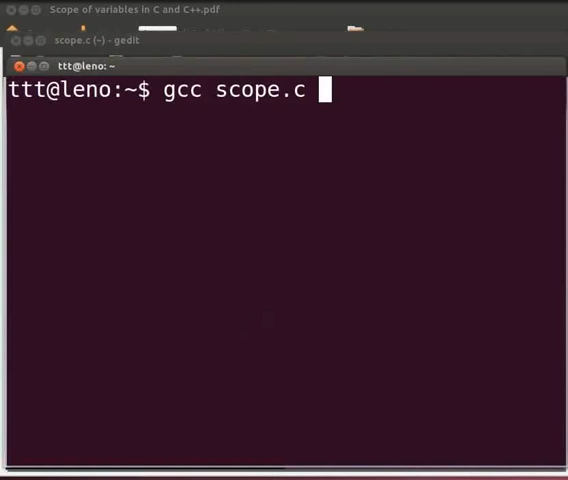 Scope of variables in C and C++.pdf
scope.c (~) - gedit
ttt@leno: ~
ttt@leno:~$ gcc scope.c